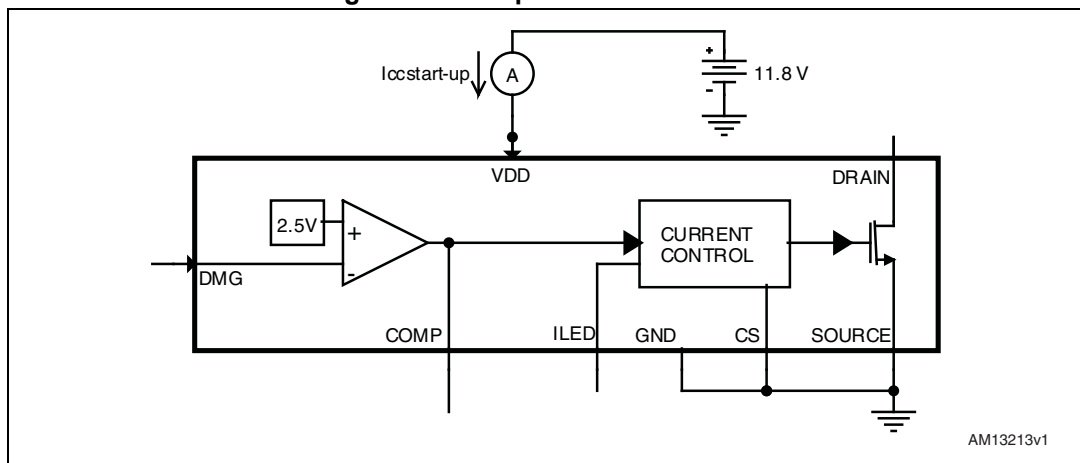 Iccstart-up
A
+
-
11.8 V
VDD
DRAIN
2.5V
+
-
DMG
CURRENT
CONTROL
COMP
ILED
GND
CS
SOURCE
AM13213v1